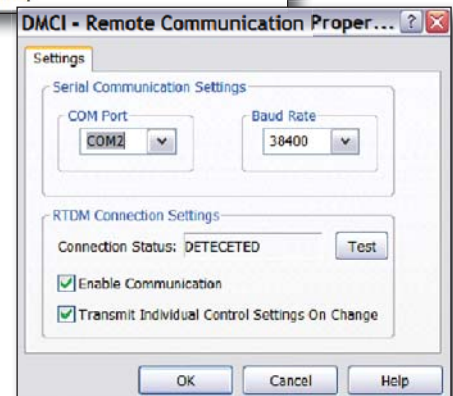 DMCI - Remote Communication Proper...
Settings
Serial Communication Settings
COM Port
Baud Rate
COM2
38400
RTDM Connection Settings
Connection Status: DETECETED
Test
Enable Communication
Transmit Individual Control Settings On Change
OK
Cancel
Help